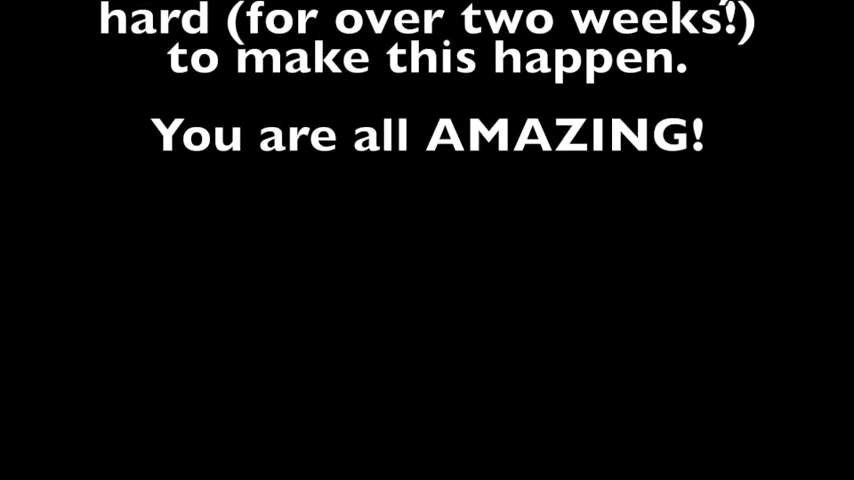 hard (for over two weeks!)
to make this happen.
You are all AMAZING!